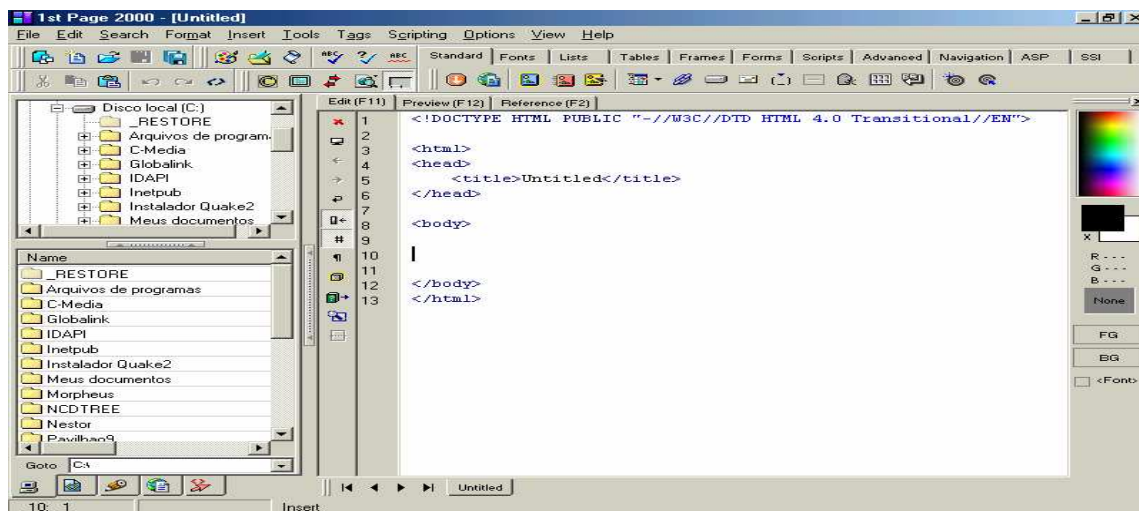 1st Page 2000 - [Untitled]
File Edit Search Format Insert Tools Tags Scripting Options View Help
ABC ABC Standard Fonts Lists Tables Frames Forms Scripts Advanced Navigation ASP SSI
Disco local (C:)
_RESTORE
Arquivos de program
C-Media
Globalink
IDAPI
Inetpub
Instalador Quake2
Meus documentos
Name
_RESTORE
Arquivos de programas
C-Media
Globalink
IDAPI
Inetpub
Instalador Quake2
Meus documentos
Morpheus
NCDTREE
Nestor
Pavilhao9
Goto C:\
Edit (F11) Preview (F12) Reference (F2)
1 <!DOCTYPE HTML PUBLIC "-//W3C//DTD HTML 4.0 Transitional//EN">
2
3 <html>
4 <head>
5 <title>Untitled</title>
6 </head>
7
8 <body>
9
10
11
12 </body>
13 </html>
Untitled
X
R - - -
G - - -
B - - -
None
FG
BG
<Font>
10: 1 Insert